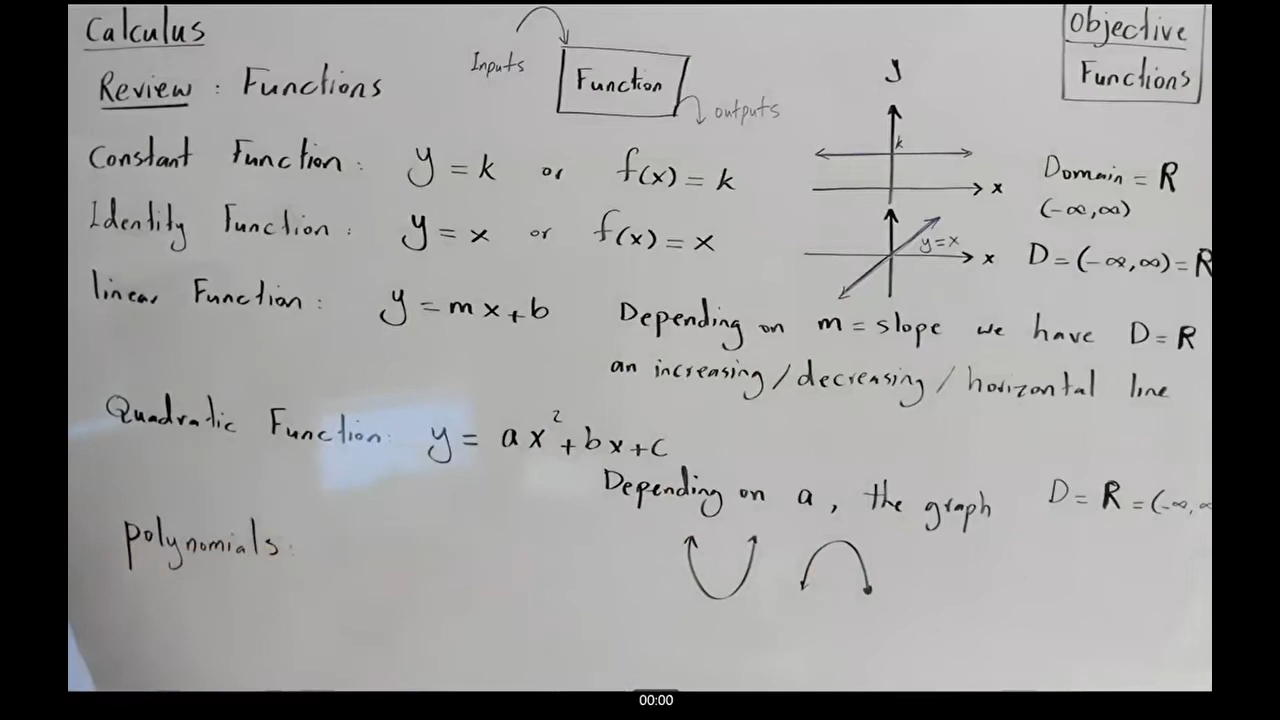 Calculus
Objective
Functions
Review : Functions
Inputs
Function
outputs
Constant Function : y = k or f(x) = k
y
k
x
Domain = R
(-∞,∞)
Identity Function : y = x or f(x) = x
y=x
x
D = (-∞,∞) = R
linear Function : y = mx+b
Depending on m = slope we have D = R
an increasing / decreasing / horizontal line
Quadratic Function : y = ax²+bx+c
Depending on a, the graph
D = R = (-∞,∞
polynomials :
00:00